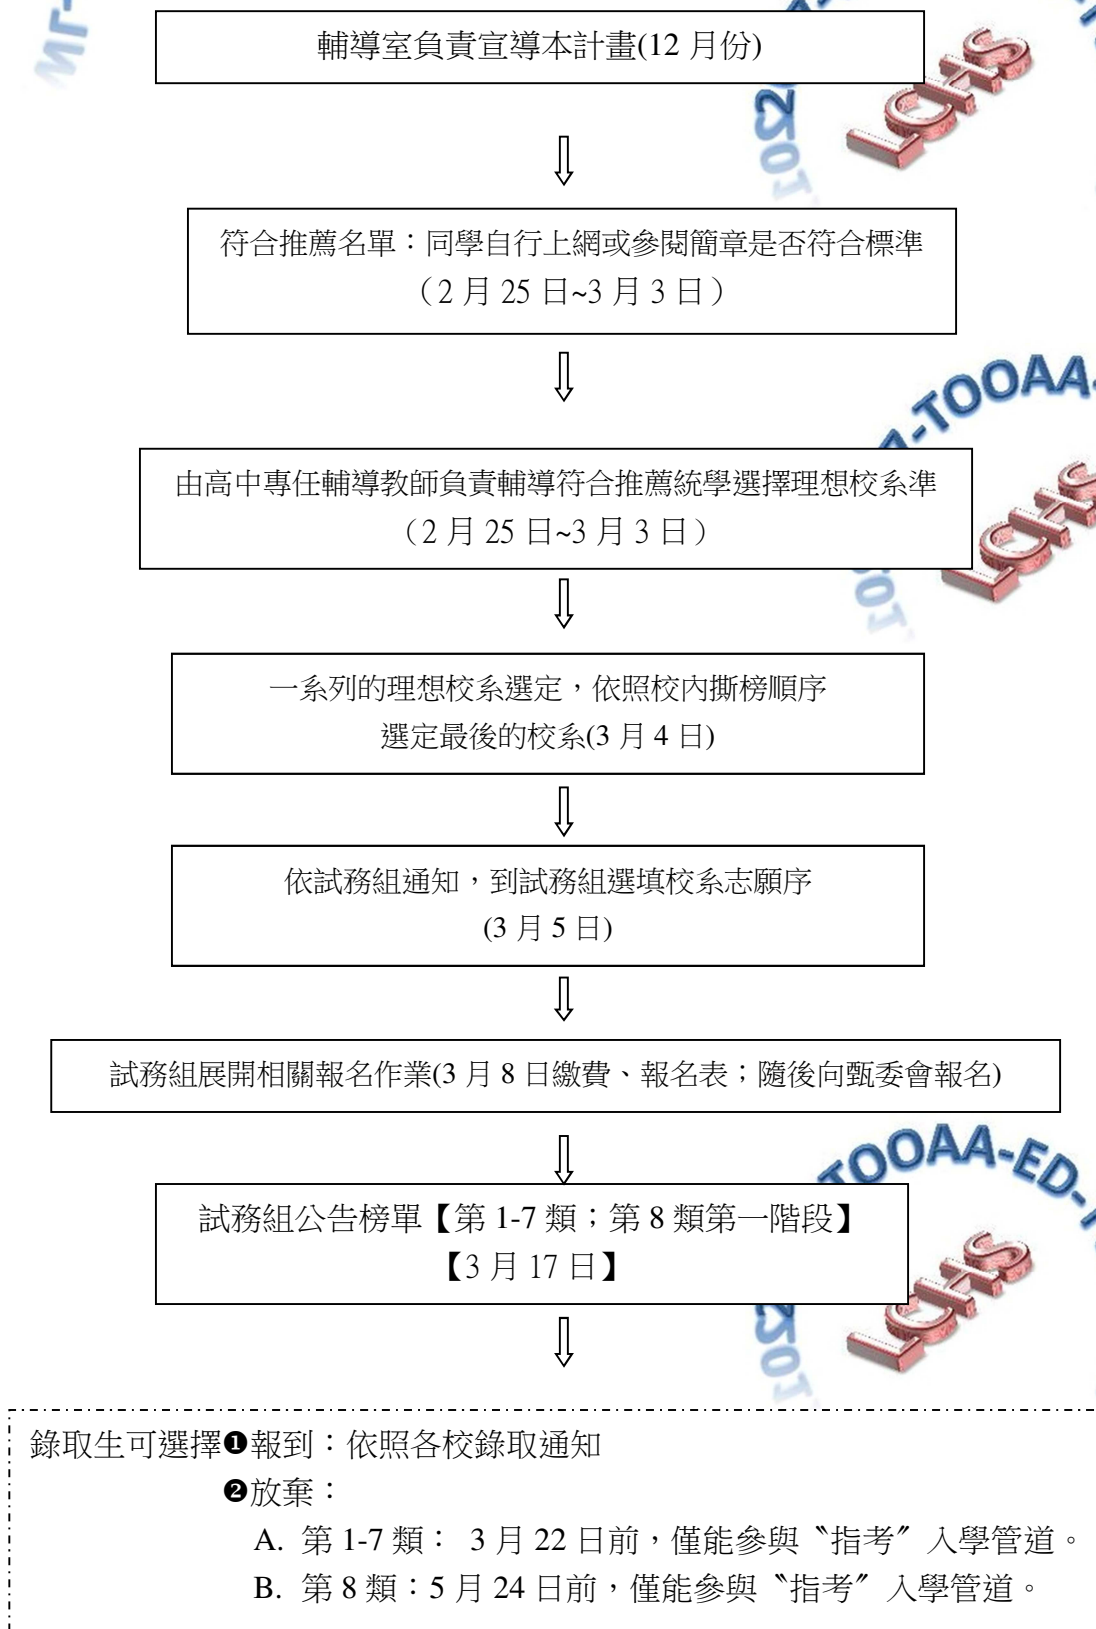 輔導室負責宣導本計畫(12 月份)
符合推薦名單：同學自行上網或參閱簡章是否符合標準
（2 月 25 日~3 月 3 日）
由高中專任輔導教師負責輔導符合推薦統學選擇理想校系準
（2 月 25 日~3 月 3 日）
一系列的理想校系選定，依照校內撕榜順序
選定最後的校系(3 月 4 日)
依試務組通知，到試務組選填校系志願序
(3 月 5 日)
試務組展開相關報名作業(3 月 8 日繳費、報名表；隨後向甄委會報名)
試務組公告榜單【第 1-7 類；第 8 類第一階段】
【3 月 17 日】
錄取生可選擇❶報到：依照各校錄取通知
❷放棄：
A. 第 1-7 類： 3 月 22 日前，僅能參與〝指考〞入學管道。
B. 第 8 類：5 月 24 日前，僅能參與〝指考〞入學管道。
LCHS
-TOOAA-
LCHS
TOOAA-ED-
LCHS